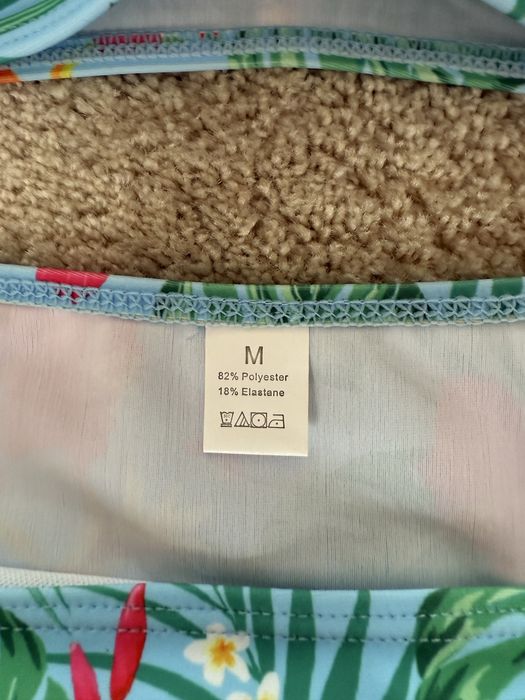 M
82% Polyester
18% Elastane